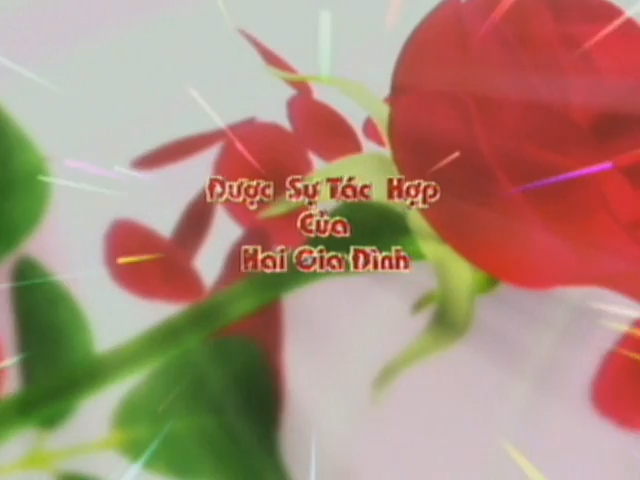 Được Sự Tác Hợp
Của
Hai Gia Đình